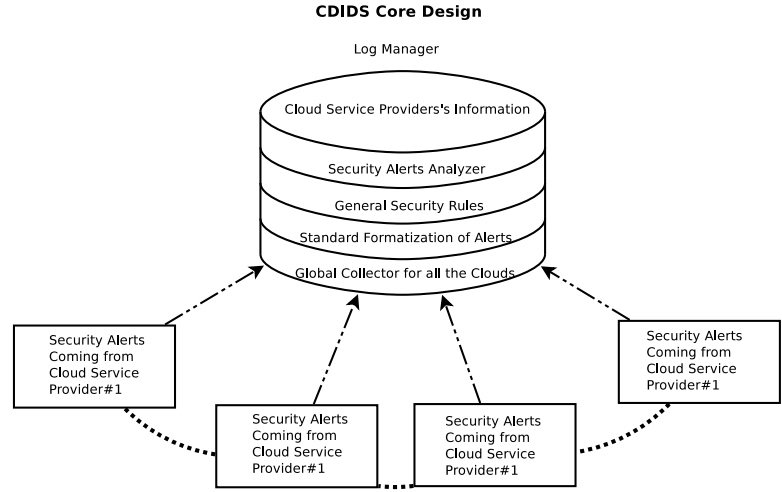 CDIDS Core Design
Log Manager
Cloud Service Providers's Information
Security Alerts Analyzer
General Security Rules
Standard Formatization of Alerts
Global Collector for all the Clouds
Security Alerts
Coming from
Cloud Service
Provider#1
Security Alerts
Coming from
Cloud Service
Provider#1
Security Alerts
Coming from
Cloud Service
Provider#1
Security Alerts
Coming from
Cloud Service
Provider#1